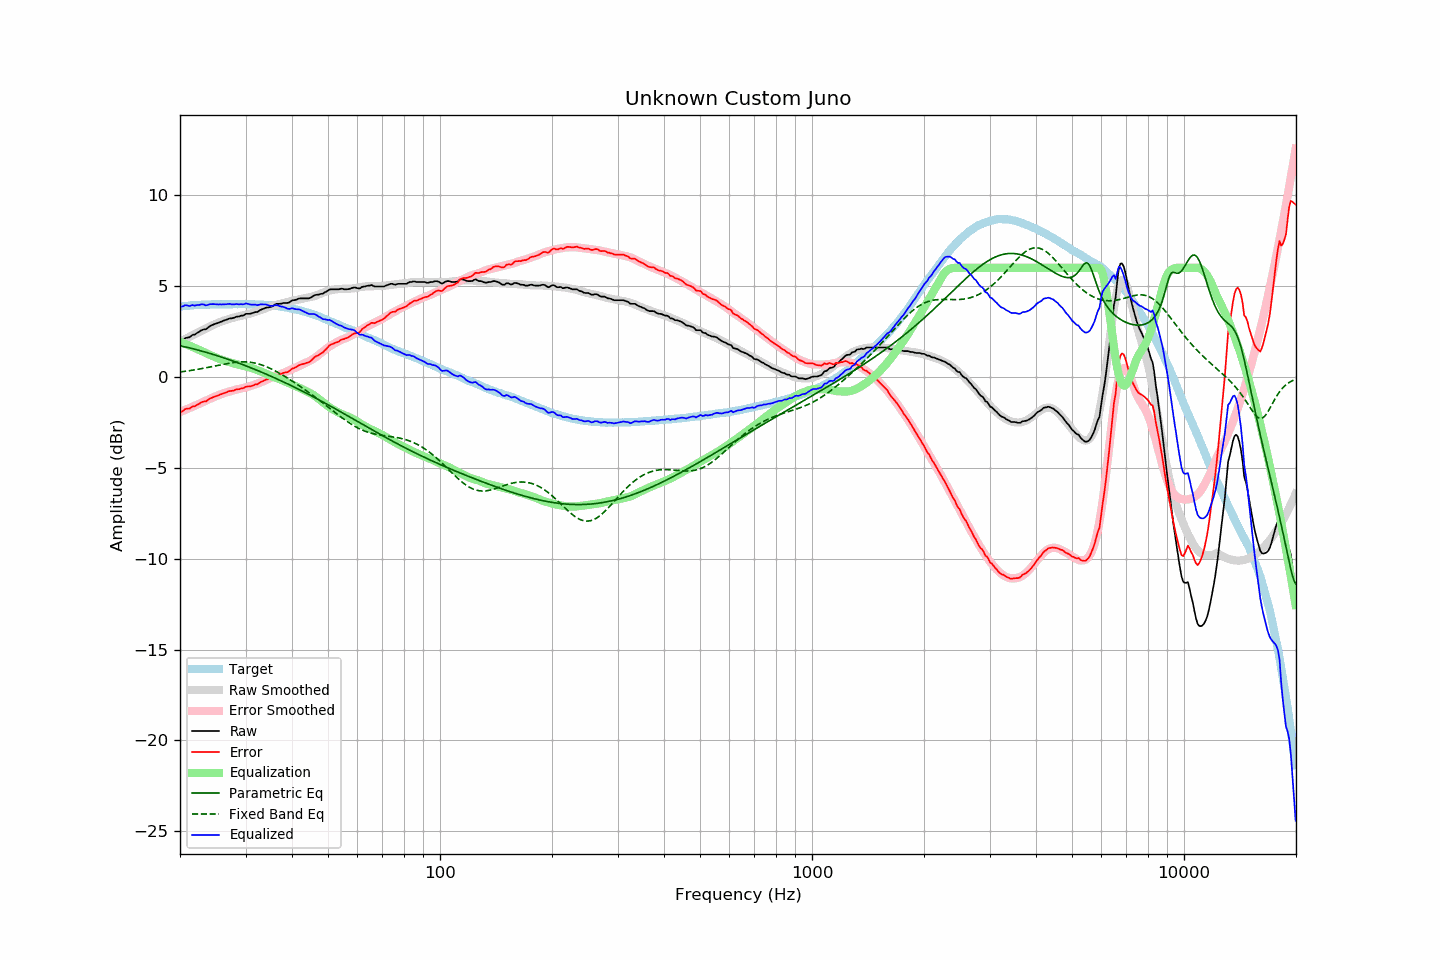 Unknown Custom Juno
10
5
0
−5
−10
−15
−20
−25
Amplitude (dBr)
Target
Raw Smoothed
Error Smoothed
Raw
Error
Equalization
Parametric Eq
Fixed Band Eq
Equalized
100
1000
10000
Frequency (Hz)